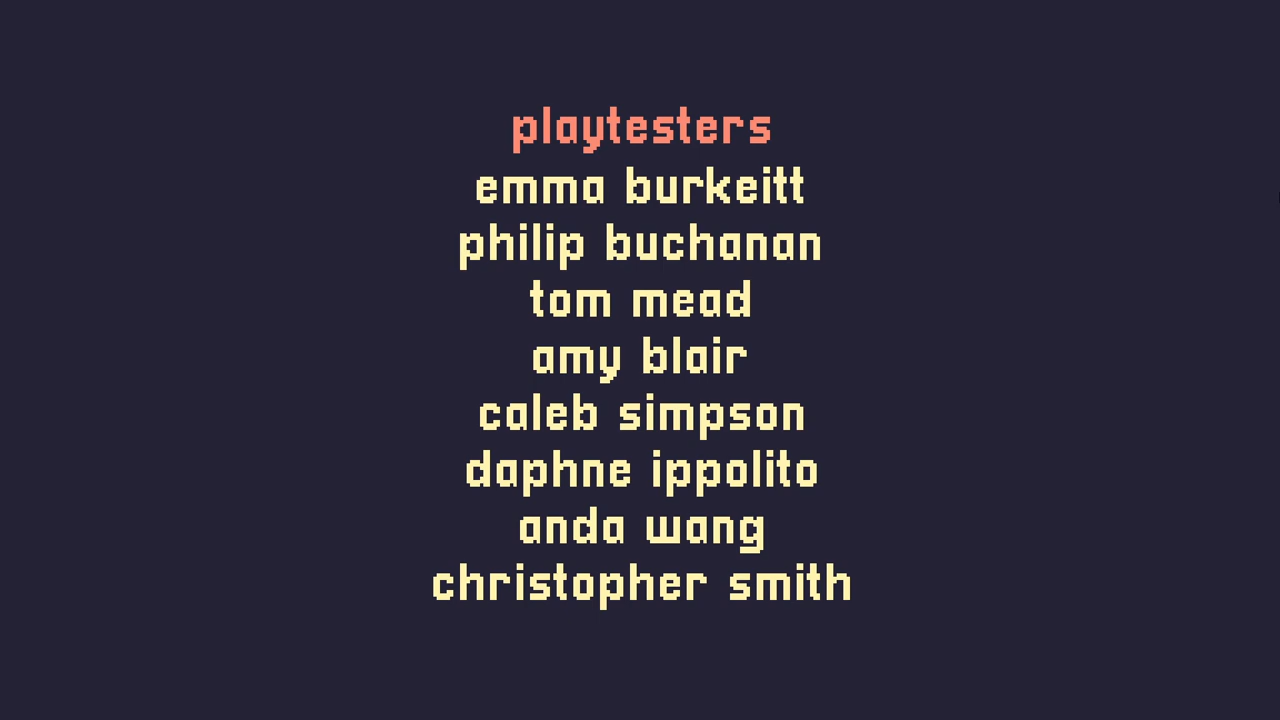 playtesters
emma burkeitt
philip buchanan
tom mead
amy blair
caleb simpson
daphne ippolito
anda wang
christopher smith